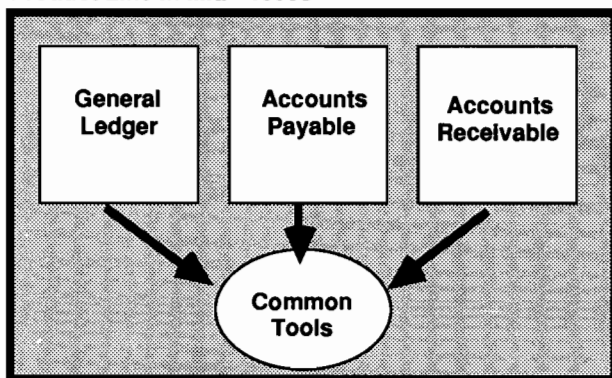 General
Ledger
Accounts
Payable
Accounts
Receivable
Common
Tools